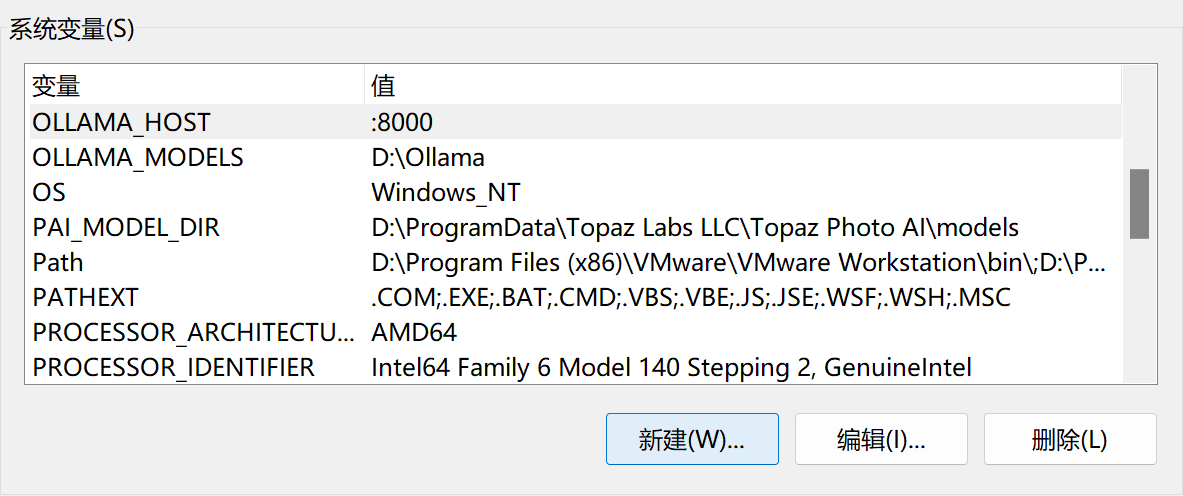 系统变量(S)
变量 值
OLLAMA_HOST :8000
OLLAMA_MODELS D:\Ollama
OS Windows_NT
PAI_MODEL_DIR D:\ProgramData\Topaz Labs LLC\Topaz Photo AI\models
Path D:\Program Files (x86)\VMware\VMware Workstation\bin\;D:\P...
PATHEXT .COM;.EXE;.BAT;.CMD;.VBS;.VBE;.JS;.JSE;.WSF;.WSH;.MSC
PROCESSOR_ARCHITECTU... AMD64
PROCESSOR_IDENTIFIER Intel64 Family 6 Model 140 Stepping 2, GenuineIntel
新建(W)... 编辑(I)... 删除(L)